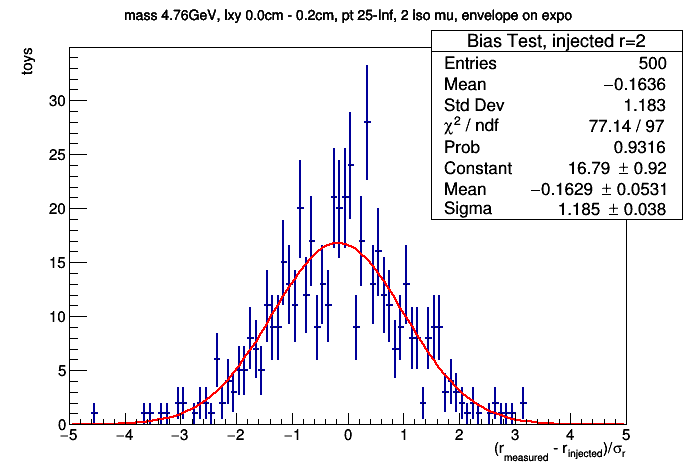 mass 4.76GeV, lxy 0.0cm - 0.2cm, pt 25-Inf, 2 Iso mu, envelope on expo
Bias Test, injected r=2
Entries 500
Mean −0.1636
Std Dev 1.183
χ² / ndf 77.14 / 97
Prob 0.9316
Constant 16.79 ± 0.92
Mean −0.1629 ± 0.0531
Sigma 1.185 ± 0.038
toys
30
25
20
15
10
5
0
−5 −4 −3 −2 −1 0 1 2 3 4 5
(r_measured - r_injected)/σ_r